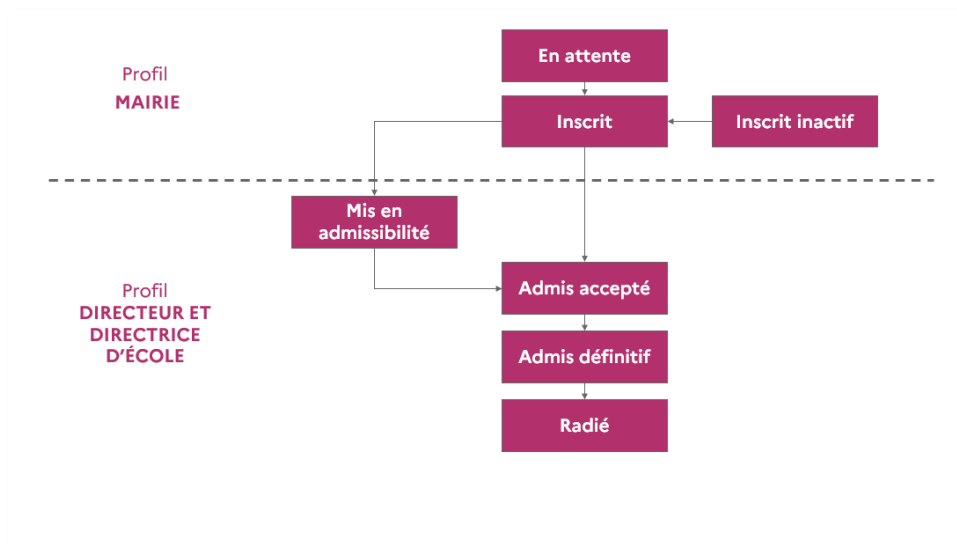 En attente
Profil
MAIRIE
Inscrit
Inscrit inactif
Mis en
admissibilité
Admis accepté
Profil
DIRECTEUR ET
DIRECTRICE
D’ÉCOLE
Admis définitif
Radié